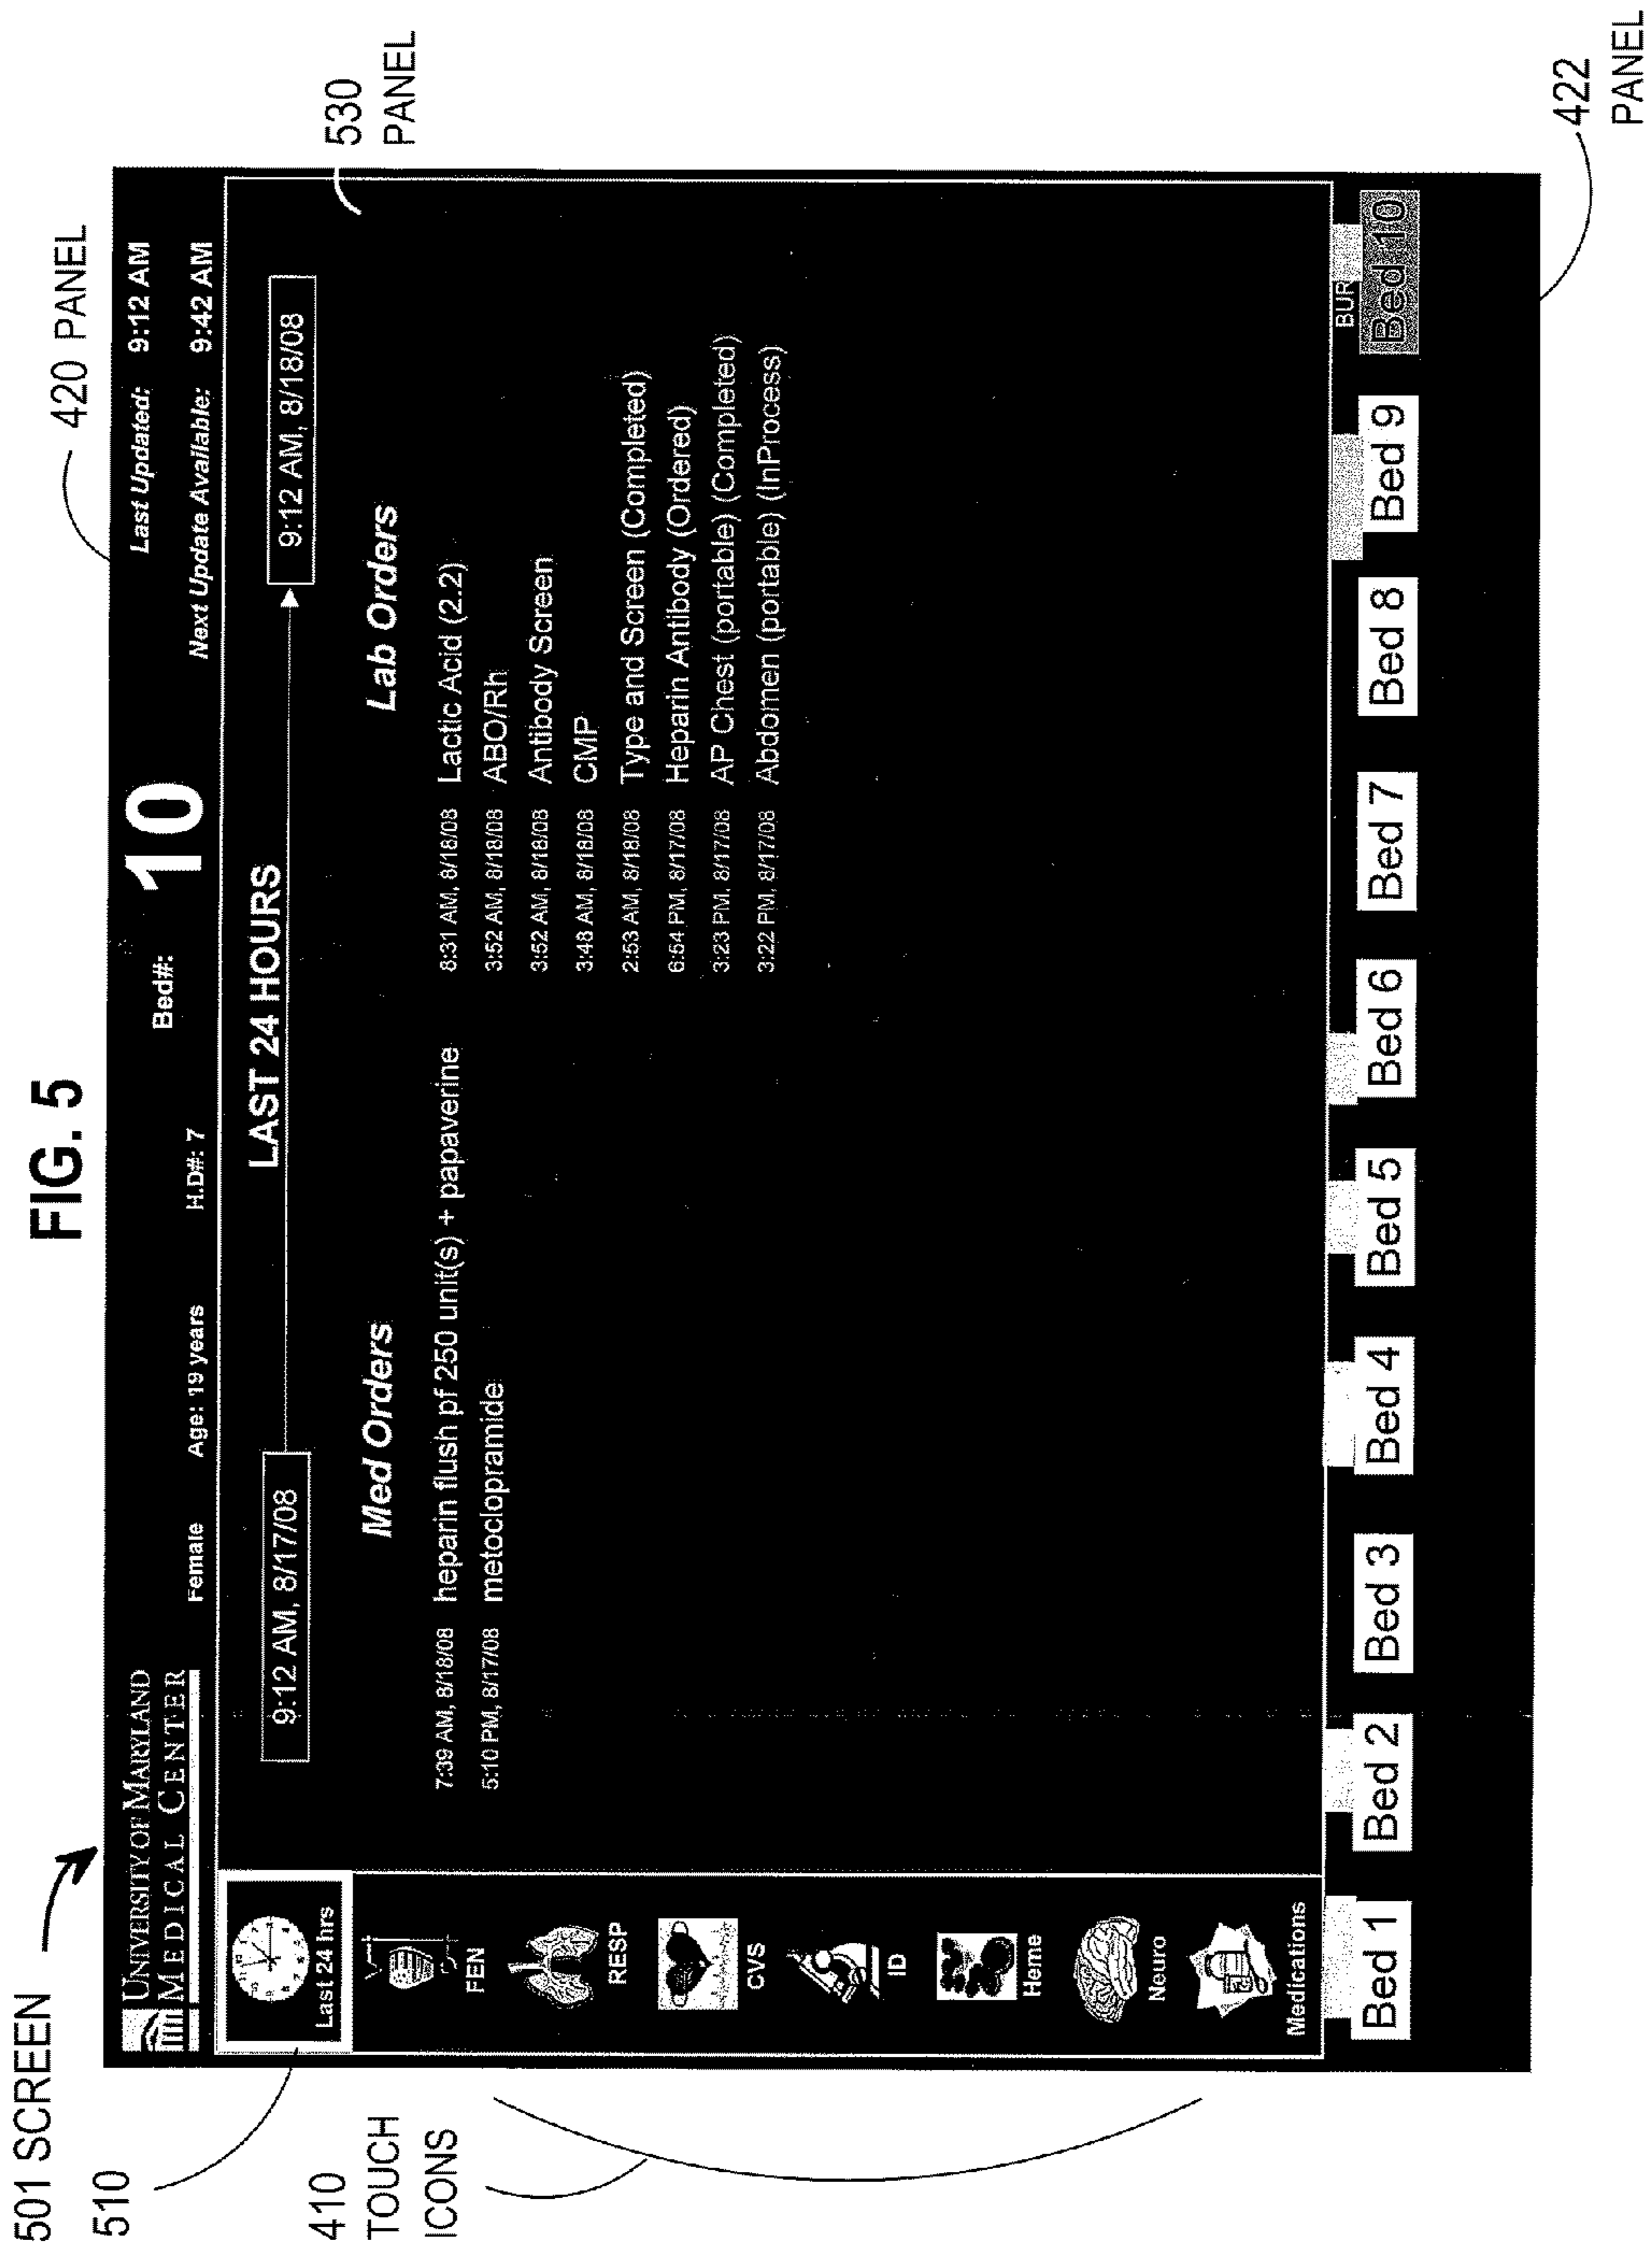 FIG. 5
501 SCREEN
420 PANEL
UNIVERSITY OF MARYLAND
MEDICAL CENTER
Female
Age: 19 years
H.D#: 7
Bed#:
10
Last Updated: 9:12 AM
Next Update Available: 9:42 AM
510
530
PANEL
LAST 24 HOURS
9:12 AM, 8/17/08
9:12 AM, 8/18/08
Last 24 hrs
FEN
RESP
CVS
ID
Heme
Neuro
Medications
410
TOUCH
ICONS
Med Orders
7:39 AM, 8/18/08 heparin flush pf 250 unit(s) + papaverine
5:10 PM, 8/17/08 metoclopramide
Lab Orders
8:31 AM, 8/18/08 Lactic Acid (2.2)
3:52 AM, 8/18/08 ABO/Rh
3:52 AM, 8/18/08 Antibody Screen
3:48 AM, 8/18/08 CMP
2:53 AM, 8/18/08 Type and Screen (Completed)
6:54 PM, 8/17/08 Heparin Antibody (Ordered)
3:23 PM, 8/17/08 AP Chest (portable) (Completed)
3:22 PM, 8/17/08 Abdomen (portable) (InProcess)
BUR
Bed 1
Bed 2
Bed 3
Bed 4
Bed 5
Bed 6
Bed 7
Bed 8
Bed 9
Bed 10
422
PANEL